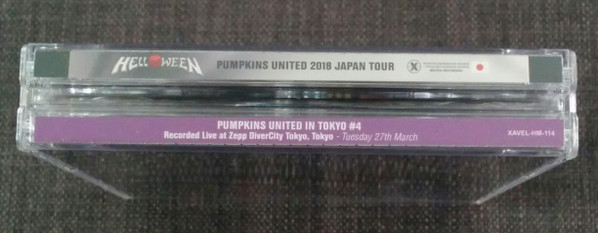 HELLOWEEN
PUMPKINS UNITED 2018 JAPAN TOUR
PUMPKINS UNITED IN TOKYO #4
Recorded Live at Zepp DiverCity Tokyo, Tokyo - Tuesday 27th March
XAVEL-HM-114